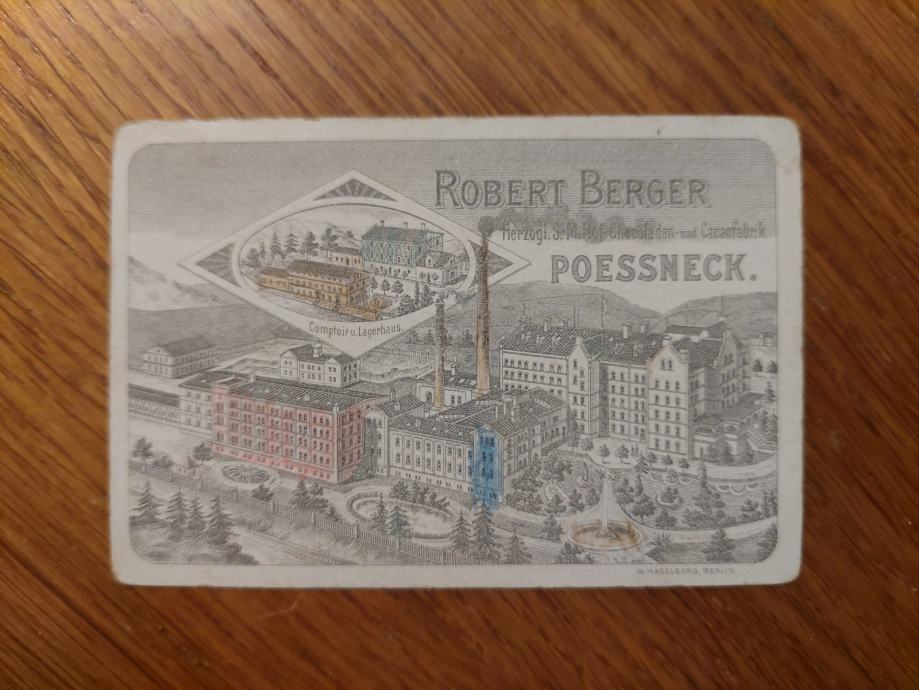 ROBERT BERGER
Herzogl. S. M. Hof-Chocoladen- und Cacaofabrik
POESSNECK.
Comptoir u. Lagerhaus.
W. HAGELBERG, BERLIN.